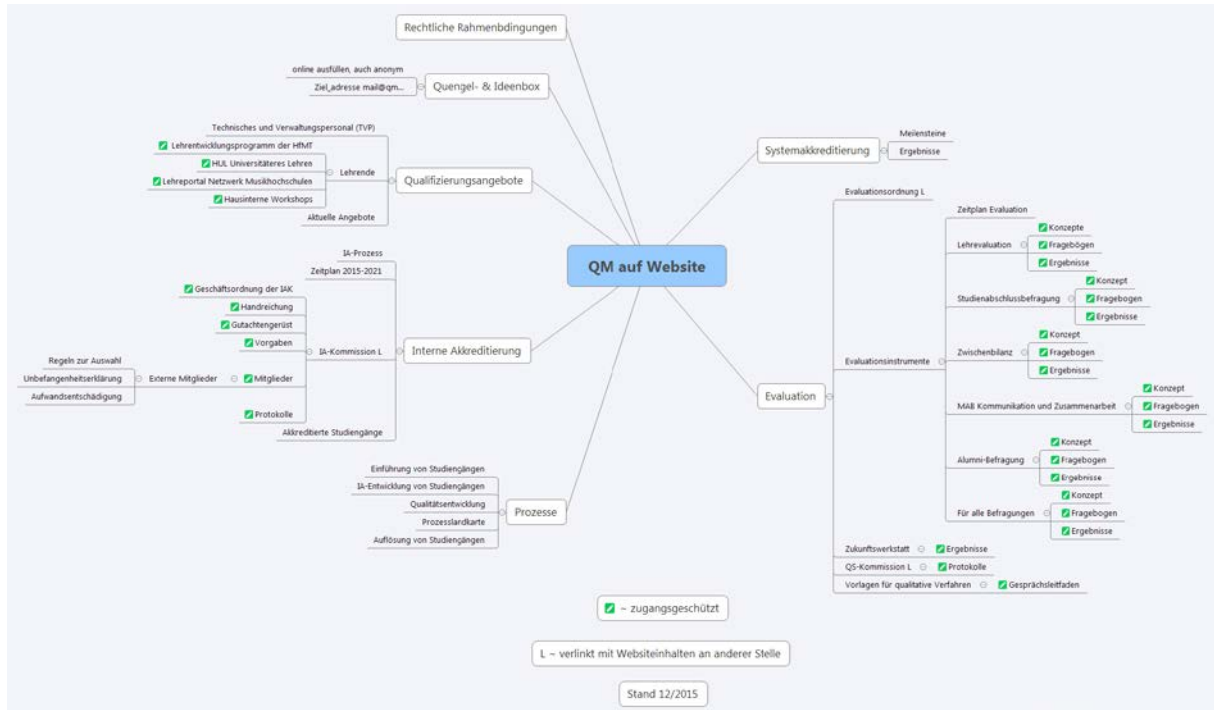 Rechtliche Rahmenbdingungen
online ausfüllen, auch anonym
Ziel_adresse mail@qm...
Quengel- & Ideenbox
Technisches und Verwaltungspersonal (TVP)
Lehrentwicklungsprogramm der HfMT
HUL Universitäteres Lehren
Lehreportal Netzwerk Musikhochschulen
Hausinterne Workshops
Lehrende
Aktuelle Angebote
Qualifizierungsangebote
IA-Prozess
Zeitplan 2015-2021
Geschäftsordnung der IAK
Handreichung
Gutachtengerüst
Vorgaben
Regeln zur Auswahl
Unbefangenheitserklärung
Aufwandsentschädigung
Externe Mitglieder
Mitglieder
Protokolle
IA-Kommission L
Akkreditierte Studiengänge
Interne Akkreditierung
Einführung von Studiengängen
IA-Entwicklung von Studiengängen
Qualitätsentwicklung
Prozesslandkarte
Auflösung von Studiengängen
Prozesse
QM auf Website
Systemakkreditierung
Meilensteine
Ergebnisse
Evaluation
Evaluationsordnung L
Evaluationsinstrumente
Zeitplan Evaluation
Lehrevaluation
Konzepte
Fragebögen
Ergebnisse
Studienabschlussbefragung
Konzept
Fragebogen
Ergebnisse
Zwischenbilanz
Konzept
Fragebogen
Ergebnisse
MAB Kommunikation und Zusammenarbeit
Konzept
Fragebogen
Ergebnisse
Alumni-Befragung
Konzept
Fragebogen
Ergebnisse
Für alle Befragungen
Konzept
Fragebogen
Ergebnisse
Zukunftswerkstatt
Ergebnisse
QS-Kommission L
Protokolle
Vorlagen für qualitative Verfahren
Gesprächsleitfaden
~ zugangsgeschützt
L ~ verlinkt mit Websiteinhalten an anderer Stelle
Stand 12/2015